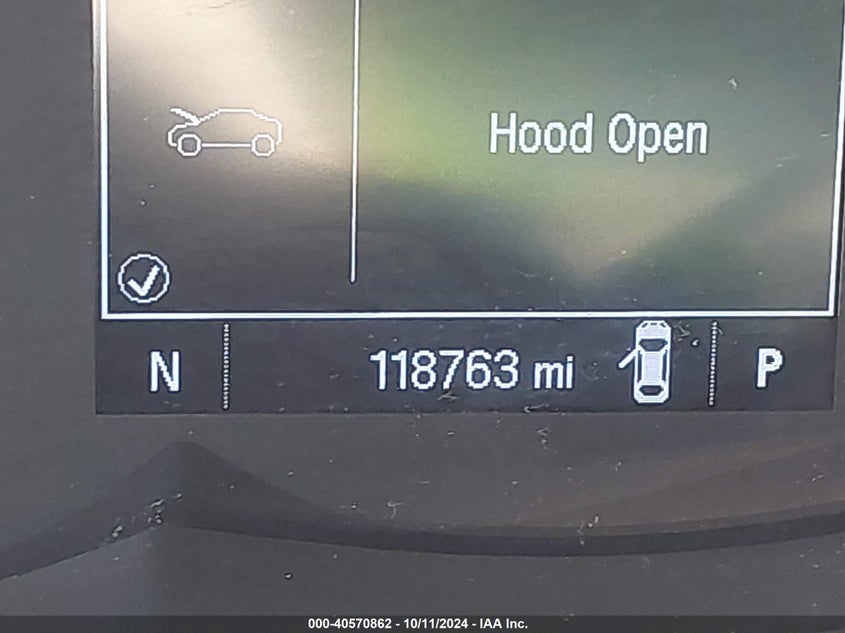 Hood Open
N 118763 mi P
000-40570862 - 10/11/2024 - IAA Inc.